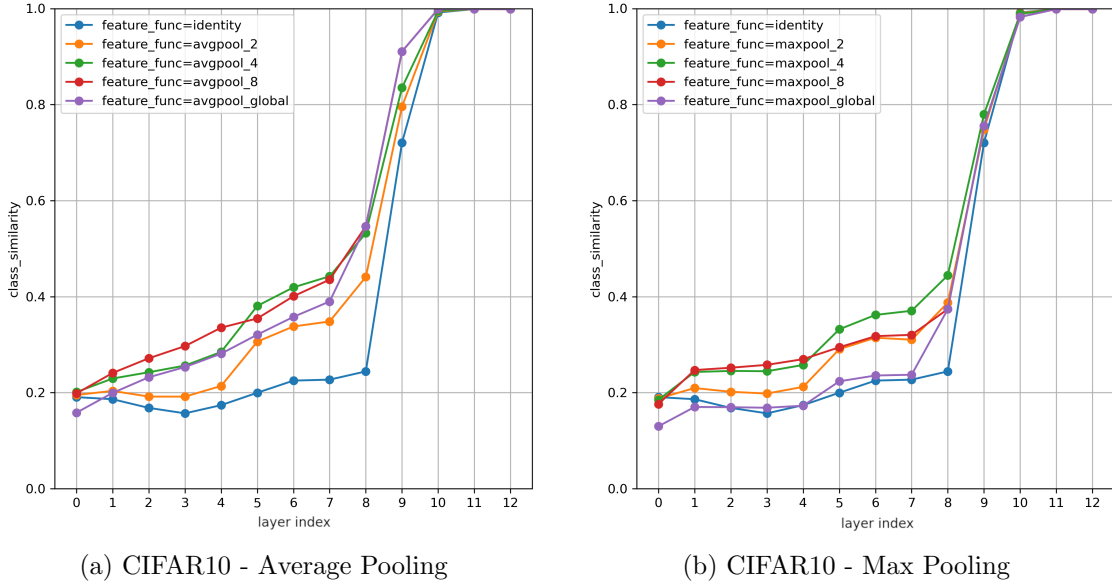 feature_func=identity
feature_func=avgpool_2
feature_func=avgpool_4
feature_func=avgpool_8
feature_func=avgpool_global
class_similarity
1.0
0.8
0.6
0.4
0.2
0.0
0 1 2 3 4 5 6 7 8 9 10 11 12
layer index
(a) CIFAR10 - Average Pooling
feature_func=identity
feature_func=maxpool_2
feature_func=maxpool_4
feature_func=maxpool_8
feature_func=maxpool_global
class_similarity
1.0
0.8
0.6
0.4
0.2
0.0
0 1 2 3 4 5 6 7 8 9 10 11 12
layer index
(b) CIFAR10 - Max Pooling